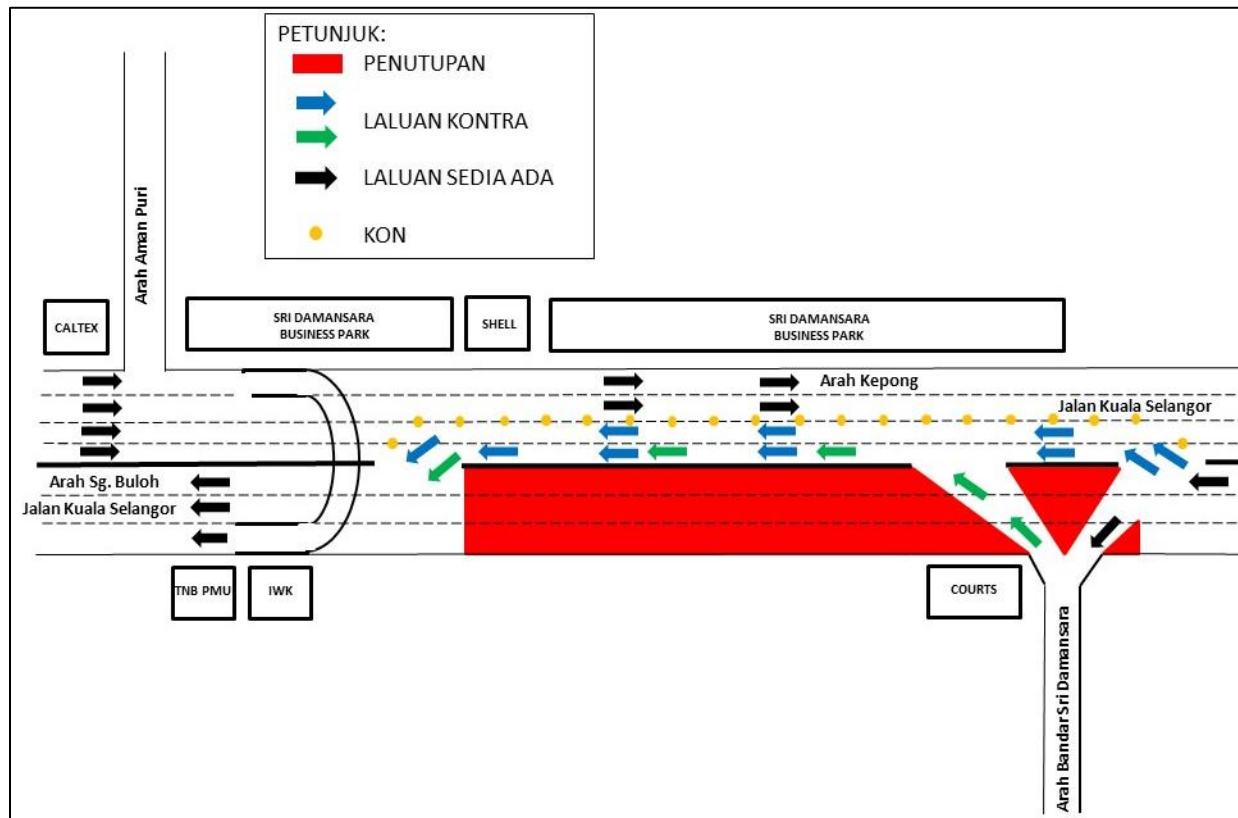 PETUNJUK:
PENUTUPAN
LALUAN KONTRA
LALUAN SEDIA ADA
KON
Arah Aman Puri
CALTEX
SRI DAMANSARA
BUSINESS PARK
SHELL
SRI DAMANSARA
BUSINESS PARK
Arah Kepong
Jalan Kuala Selangor
Arah Sg. Buloh
Jalan Kuala Selangor
TNB PMU
IWK
COURTS
Arah Bandar Sri Damansara